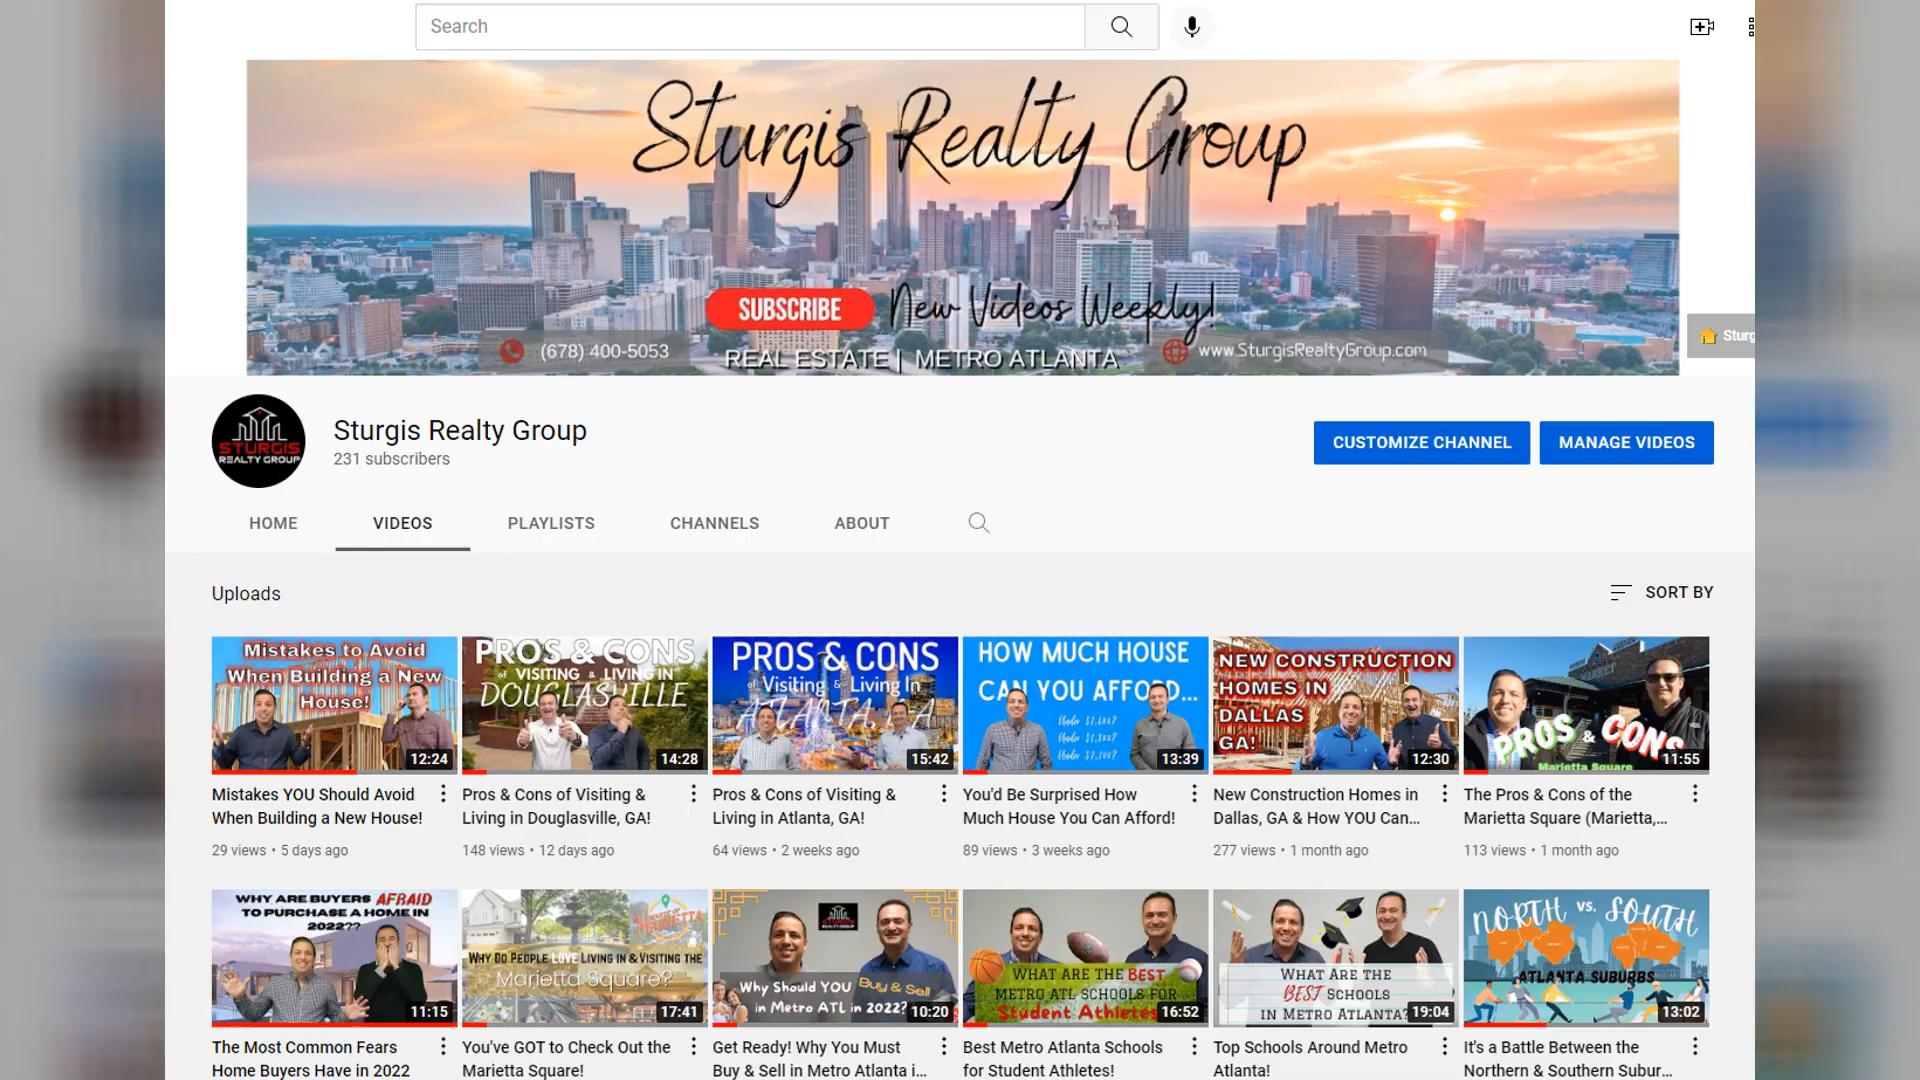 Search
Sturgis Realty Group
SUBSCRIBE New Videos Weekly!
(678) 400-5053
REAL ESTATE | METRO ATLANTA
www.SturgisRealtyGroup.com
STURGIS
REALTY GROUP
Sturgis Realty Group
231 subscribers
CUSTOMIZE CHANNEL
MANAGE VIDEOS
HOME
VIDEOS
PLAYLISTS
CHANNELS
ABOUT
Uploads
SORT BY
Mistakes to Avoid
When Building a New
House!
12:24
Mistakes YOU Should Avoid
When Building a New House!
29 views • 5 days ago
PROS & CONS
of VISITING & LIVING IN
DOUGLASVILLE
14:28
Pros & Cons of Visiting &
Living in Douglasville, GA!
148 views • 12 days ago
PROS & CONS
of Visiting & Living In
ATLANTA, GA
15:42
Pros & Cons of Visiting &
Living in Atlanta, GA!
64 views • 2 weeks ago
HOW MUCH HOUSE
CAN YOU AFFORD...
13:39
You'd Be Surprised How
Much House You Can Afford!
89 views • 3 weeks ago
NEW CONSTRUCTION
HOMES IN
DALLAS
GA!
12:30
New Construction Homes in
Dallas, GA & How YOU Can...
277 views • 1 month ago
MARKET
PROS & CONS
Marietta Square
11:55
The Pros & Cons of the
Marietta Square (Marietta,...
113 views • 1 month ago
WHY ARE BUYERS AFRAID
TO PURCHASE A HOME IN
2022??
11:15
The Most Common Fears
Home Buyers Have in 2022
WHY DO PEOPLE LOVE LIVING IN & VISITING THE
Marietta Square?
17:41
You've GOT to Check Out the
Marietta Square!
Why Should YOU Buy & Sell
in Metro ATL in 2022?
10:20
Get Ready! Why You Must
Buy & Sell in Metro Atlanta i...
WHAT ARE THE BEST
METRO ATL SCHOOLS FOR
Student Athletes
16:52
Best Metro Atlanta Schools
for Student Athletes!
WHAT ARE THE
BEST SCHOOLS
IN METRO ATLANTA?
19:04
Top Schools Around Metro
Atlanta!
NORTH VS. SOUTH
ATLANTA SUBURBS
13:02
It's a Battle Between the
Northern & Southern Subur...